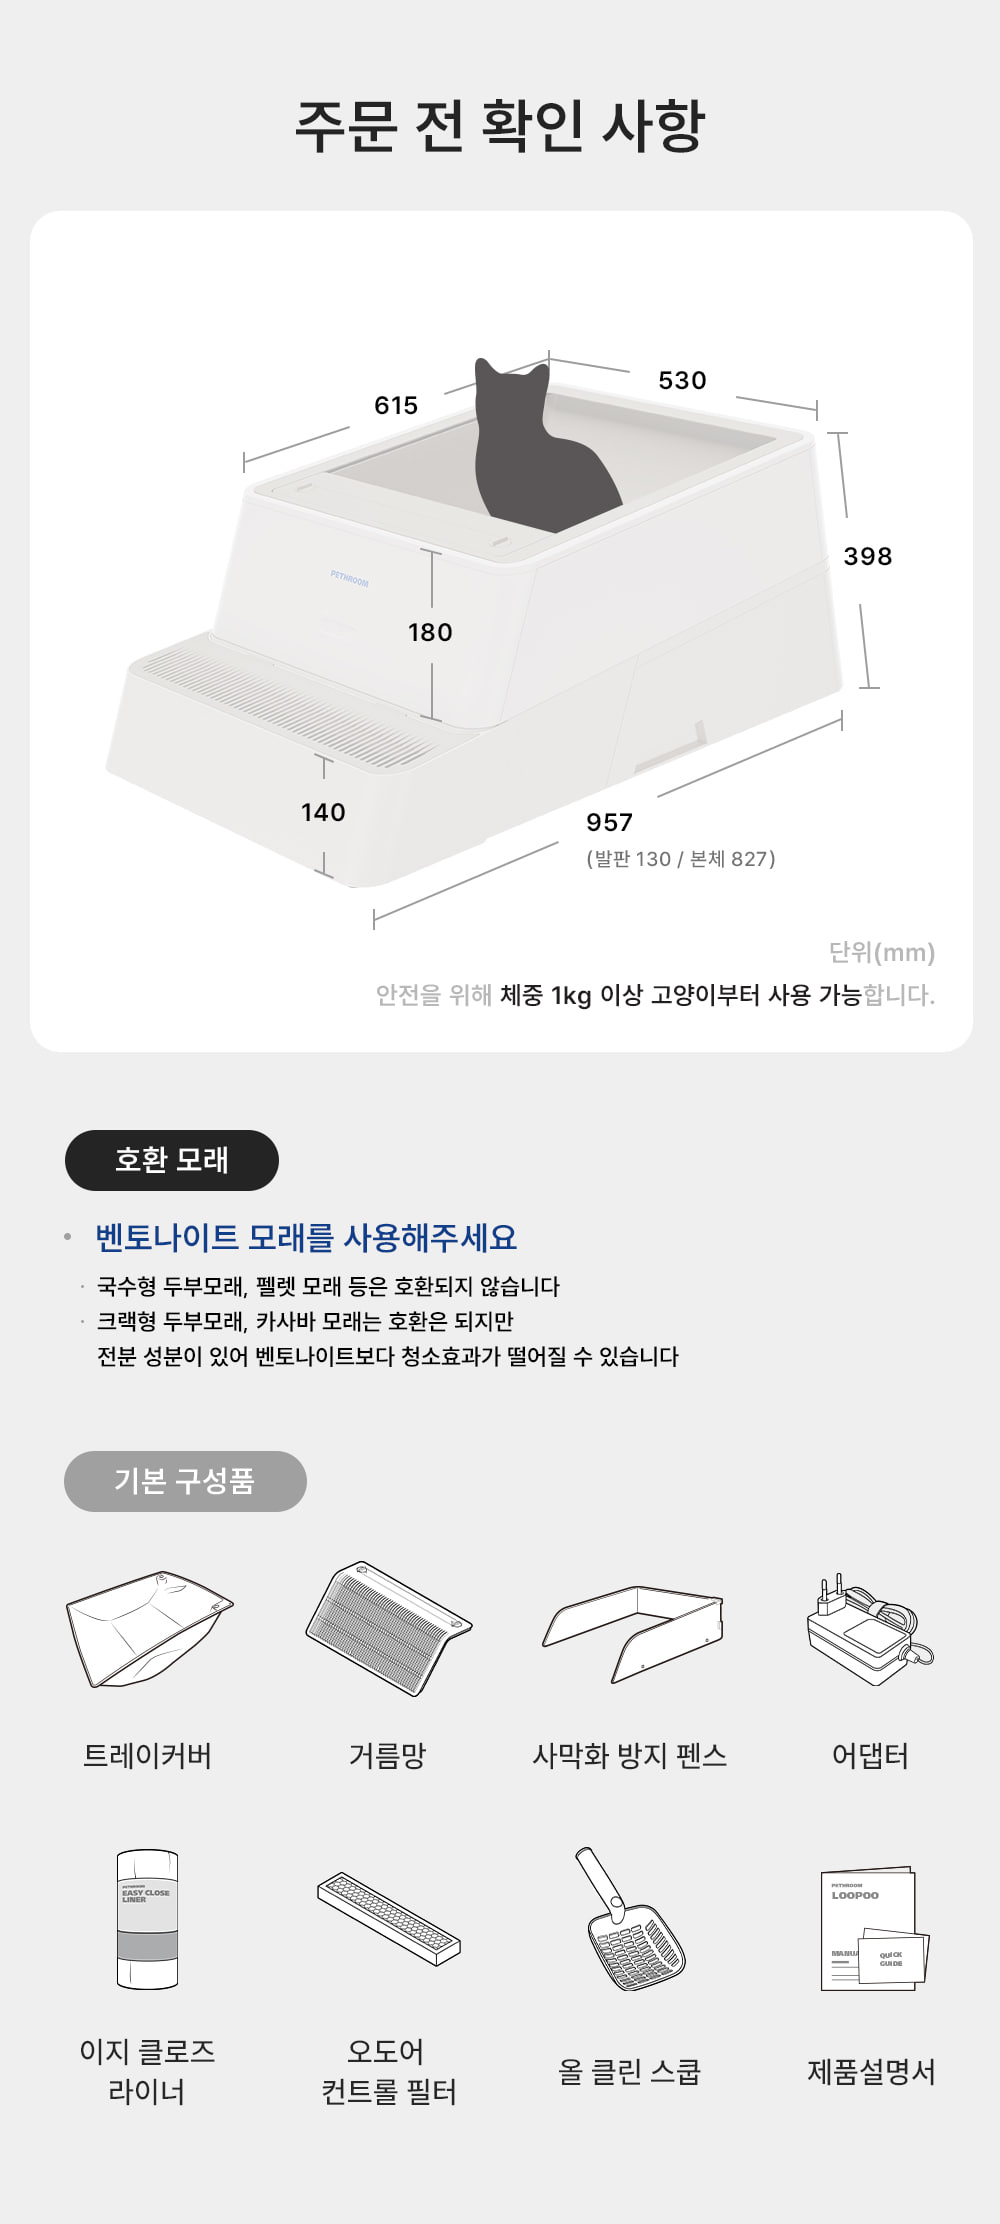 주문 전 확인 사항
615
530
398
PETHROOM
180
140
957
(발판 130 / 본체 827)
단위(mm)
안전을 위해 체중 1kg 이상 고양이부터 사용 가능합니다.
호환 모래
• 벤토나이트 모래를 사용해주세요
· 국수형 두부모래, 펠렛 모래 등은 호환되지 않습니다
· 크랙형 두부모래, 카사바 모래는 호환은 되지만
전분 성분이 있어 벤토나이트보다 청소효과가 떨어질 수 있습니다
기본 구성품
트레이커버
거름망
사막화 방지 펜스
어댑터
PETHROOM
EASY CLOSE
LINER
PETHROOM
LOOPOO
MANUA
QUICK
GUIDE
이지 클로즈
라이너
오도어
컨트롤 필터
올 클린 스쿱
제품설명서